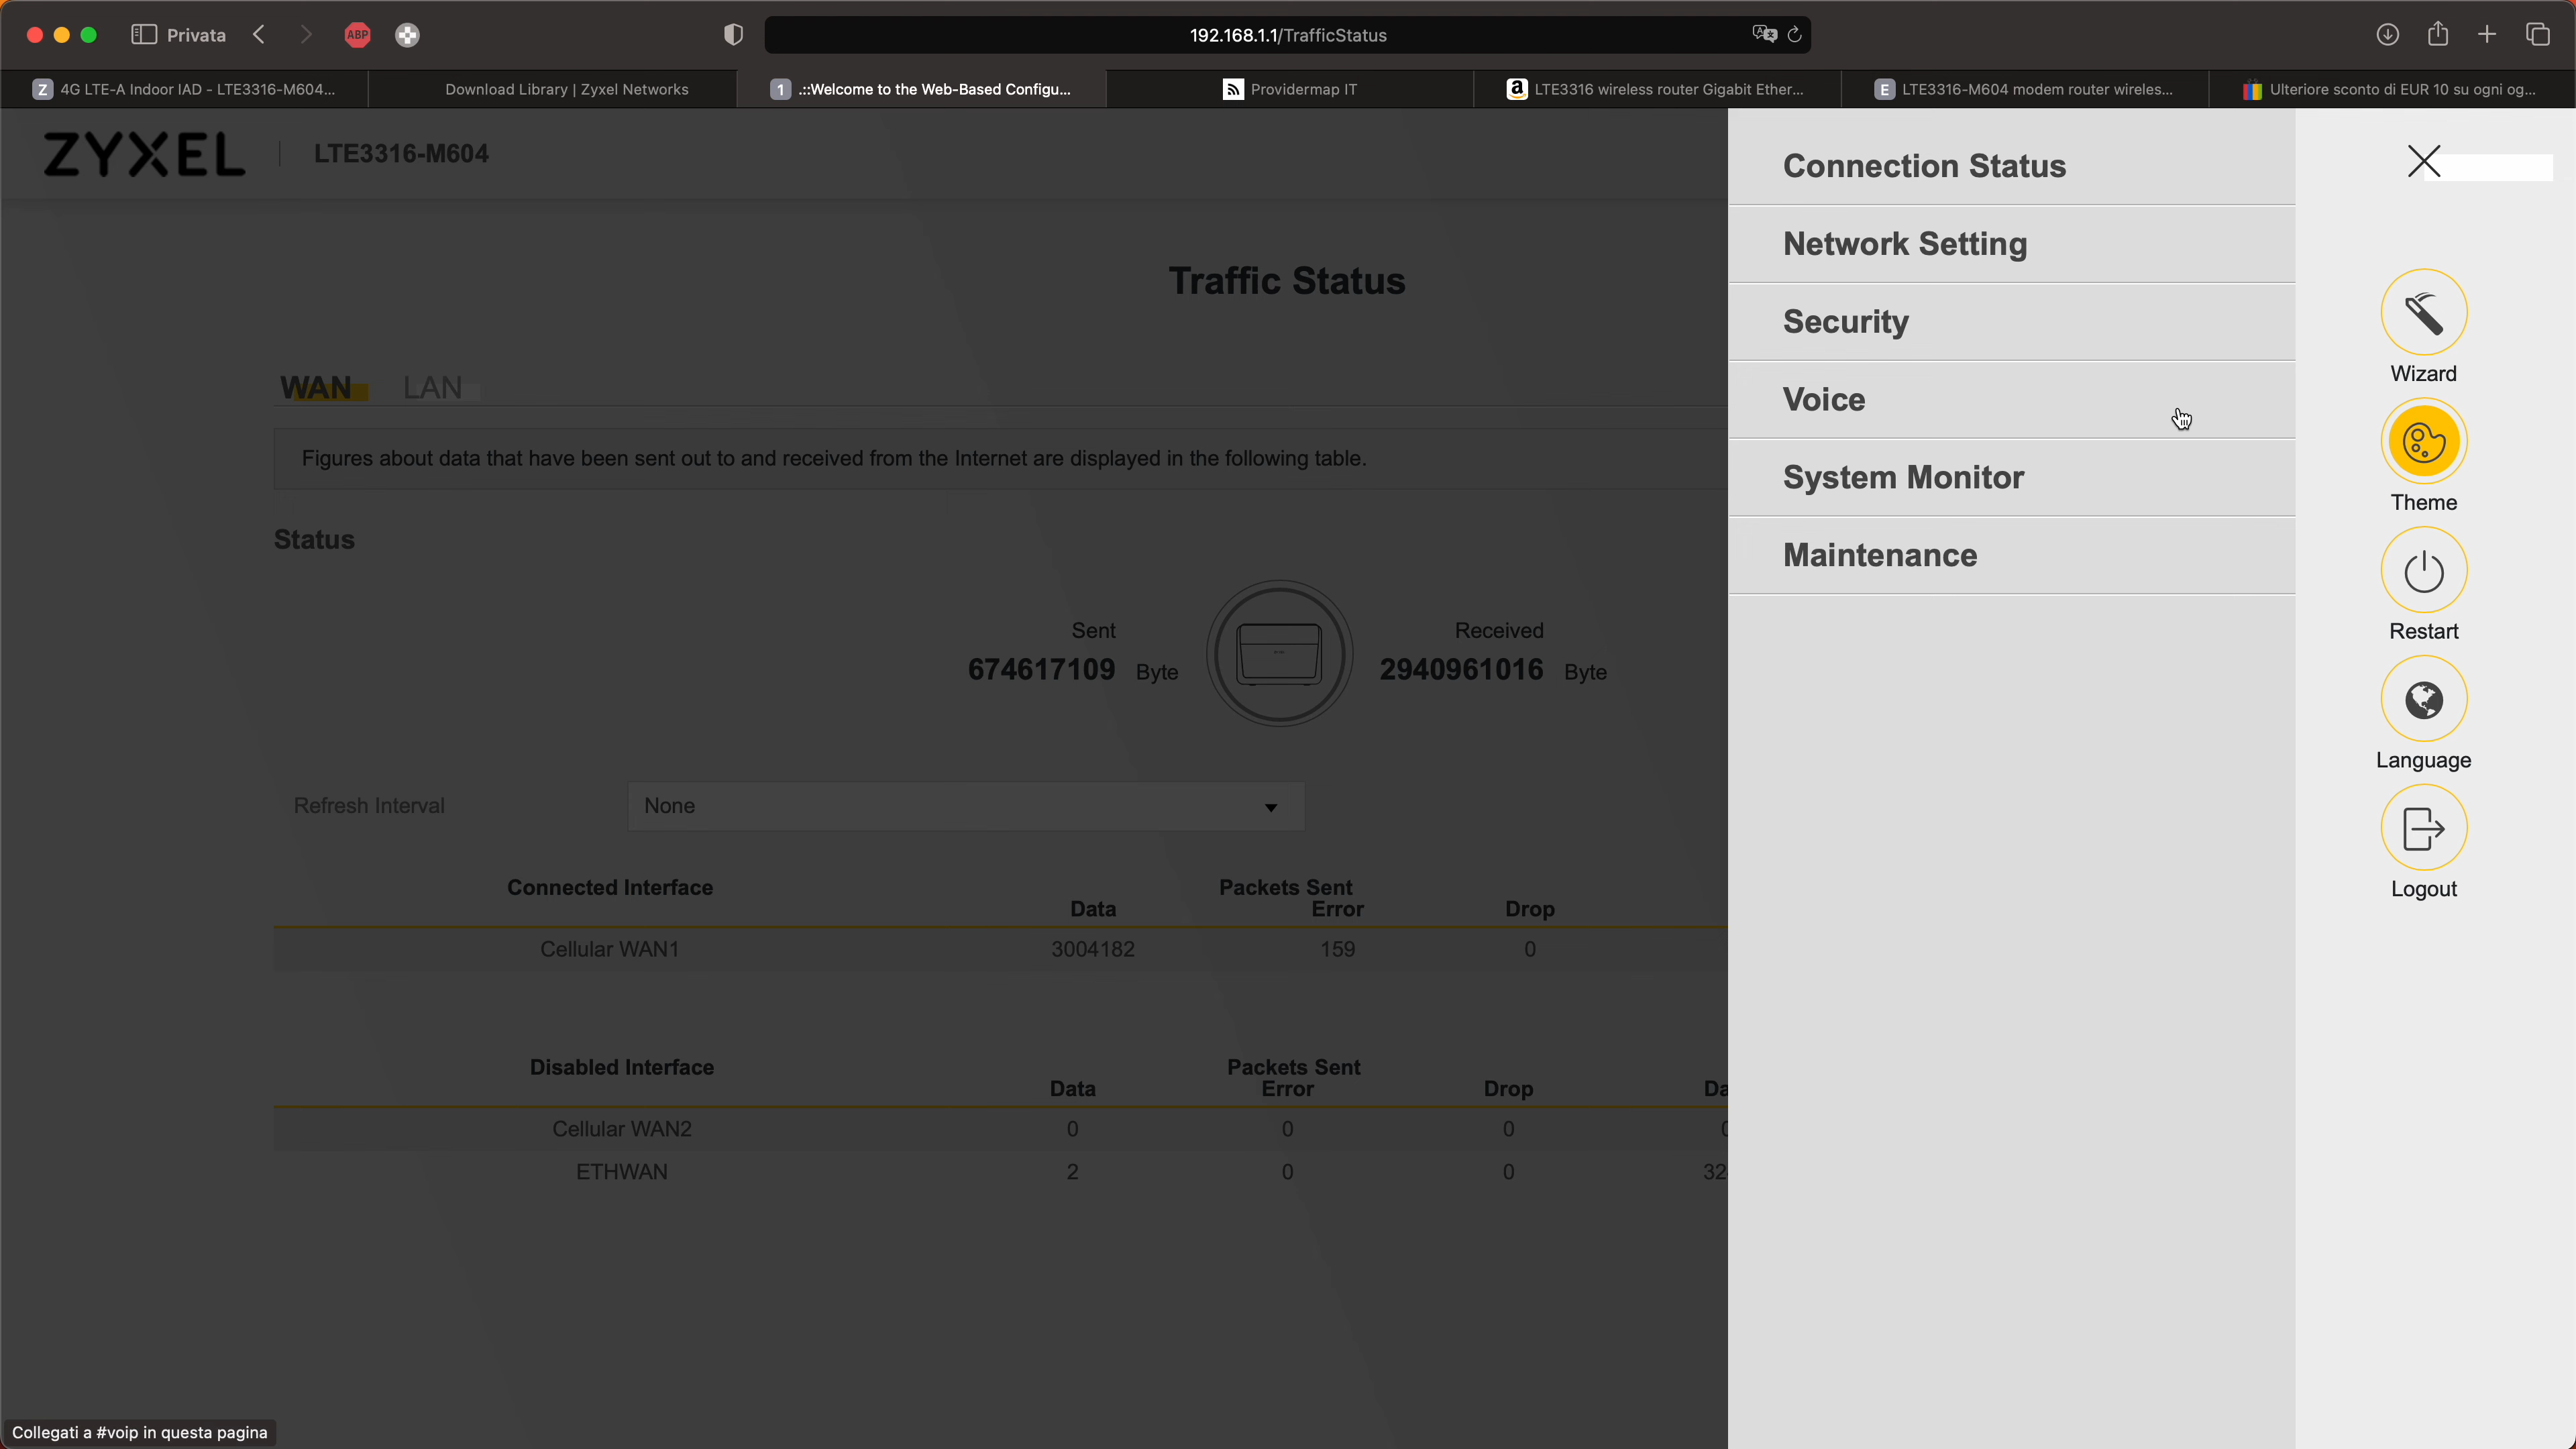 Privata
ABP
192.168.1.1/TrafficStatus
Z 4G LTE-A Indoor IAD - LTE3316-M604...
Download Library | Zyxel Networks
1 .::Welcome to the Web-Based Configu...
Providermap IT
a LTE3316 wireless router Gigabit Ether...
E LTE3316-M604 modem router wireles...
Ulteriore sconto di EUR 10 su ogni og...
ZYXEL LTE3316-M604
Traffic Status
WAN LAN
Figures about data that have been sent out to and received from the Internet are displayed in the following table.
Status
Sent
674617109 Byte
Received
2940961016 Byte
Refresh Interval None
Connected Interface Packets Sent
Data Error Drop
Cellular WAN1 3004182 159 0
Disabled Interface Packets Sent
Data Error Drop Da
Cellular WAN2 0 0 0
ETHWAN 2 0 0 32
Connection Status
Network Setting
Security
Voice
System Monitor
Maintenance
Wizard
Theme
Restart
Language
Logout
Collegati a #voip in questa pagina